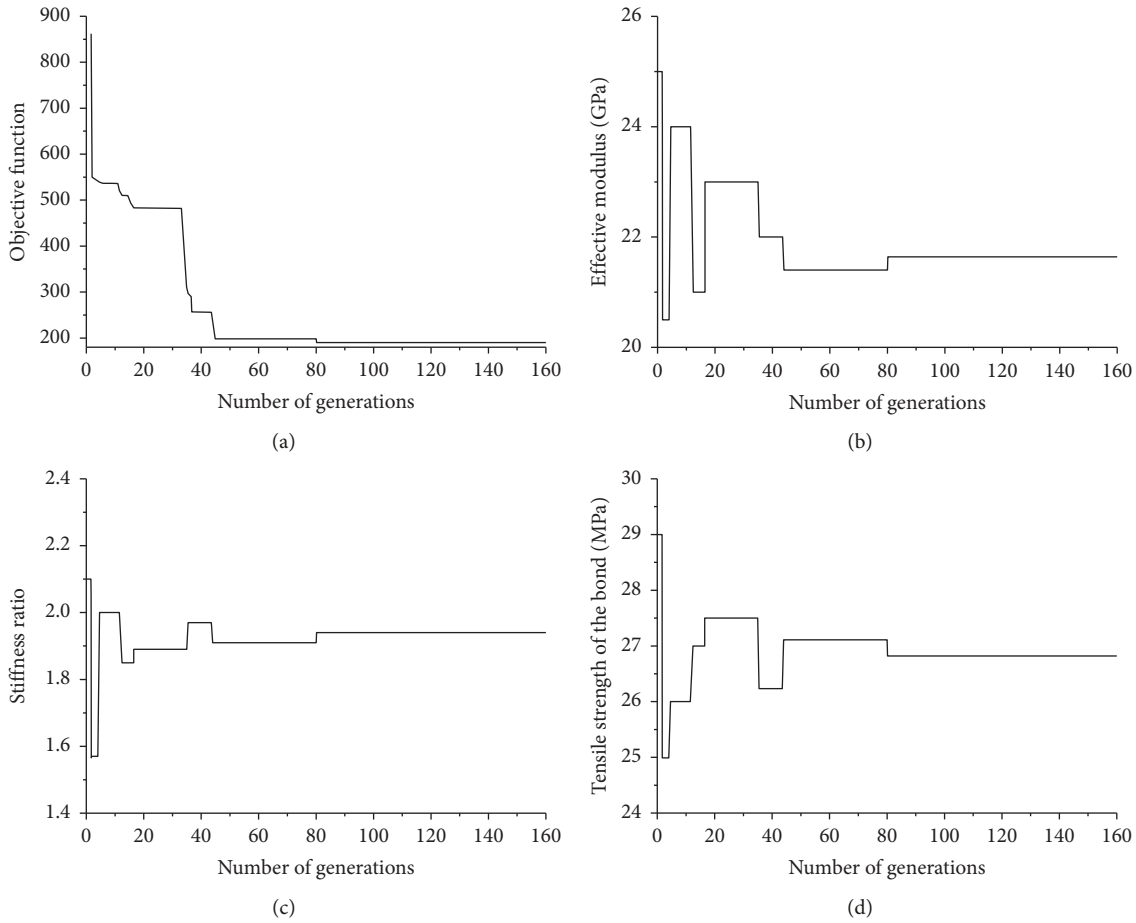 Objective function
900
800
700
600
500
400
300
200
0 20 40 60 80 100 120 140 160
Number of generations
(a)
Effective modulus (GPa)
26
24
22
20
0 20 40 60 80 100 120 140 160
Number of generations
(b)
Stiffness ratio
2.4
2.2
2.0
1.8
1.6
1.4
0 20 40 60 80 100 120 140 160
Number of generations
(c)
Tensile strength of the bond (MPa)
30
29
28
27
26
25
24
0 20 40 60 80 100 120 140 160
Number of generations
(d)